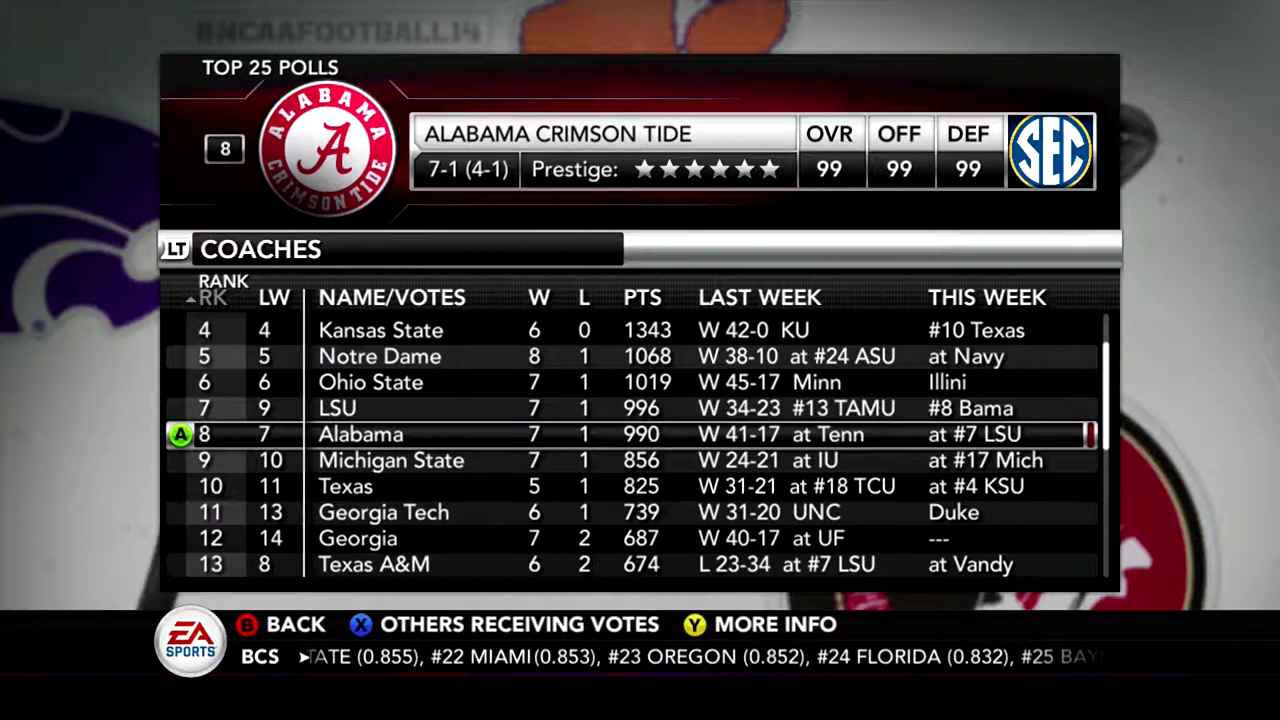 #NCAAFOOTBALL14
TOP 25 POLLS
8
ALABAMA
A
CRIMSON TIDE
ALABAMA CRIMSON TIDE OVR OFF DEF
7-1 (4-1) Prestige: ★★★★★★ 99 99 99
SEC
LT COACHES
RANK
RK LW NAME/VOTES W L PTS LAST WEEK THIS WEEK
4 4 Kansas State 6 0 1343 W 42-0 KU #10 Texas
5 5 Notre Dame 8 1 1068 W 38-10 at #24 ASU at Navy
6 6 Ohio State 7 1 1019 W 45-17 Minn Illini
7 9 LSU 7 1 996 W 34-23 #13 TAMU #8 Bama
A 8 7 Alabama 7 1 990 W 41-17 at Tenn at #7 LSU
9 10 Michigan State 7 1 856 W 24-21 at IU at #17 Mich
10 11 Texas 5 1 825 W 31-21 at #18 TCU at #4 KSU
11 13 Georgia Tech 6 1 739 W 31-20 UNC Duke
12 14 Georgia 7 2 687 W 40-17 at UF ---
13 8 Texas A&M 6 2 674 L 23-34 at #7 LSU at Vandy
EA SPORTS
B BACK X OTHERS RECEIVING VOTES Y MORE INFO
BCS TATE (0.855), #22 MIAMI (0.853), #23 OREGON (0.852), #24 FLORIDA (0.832), #25 BAY